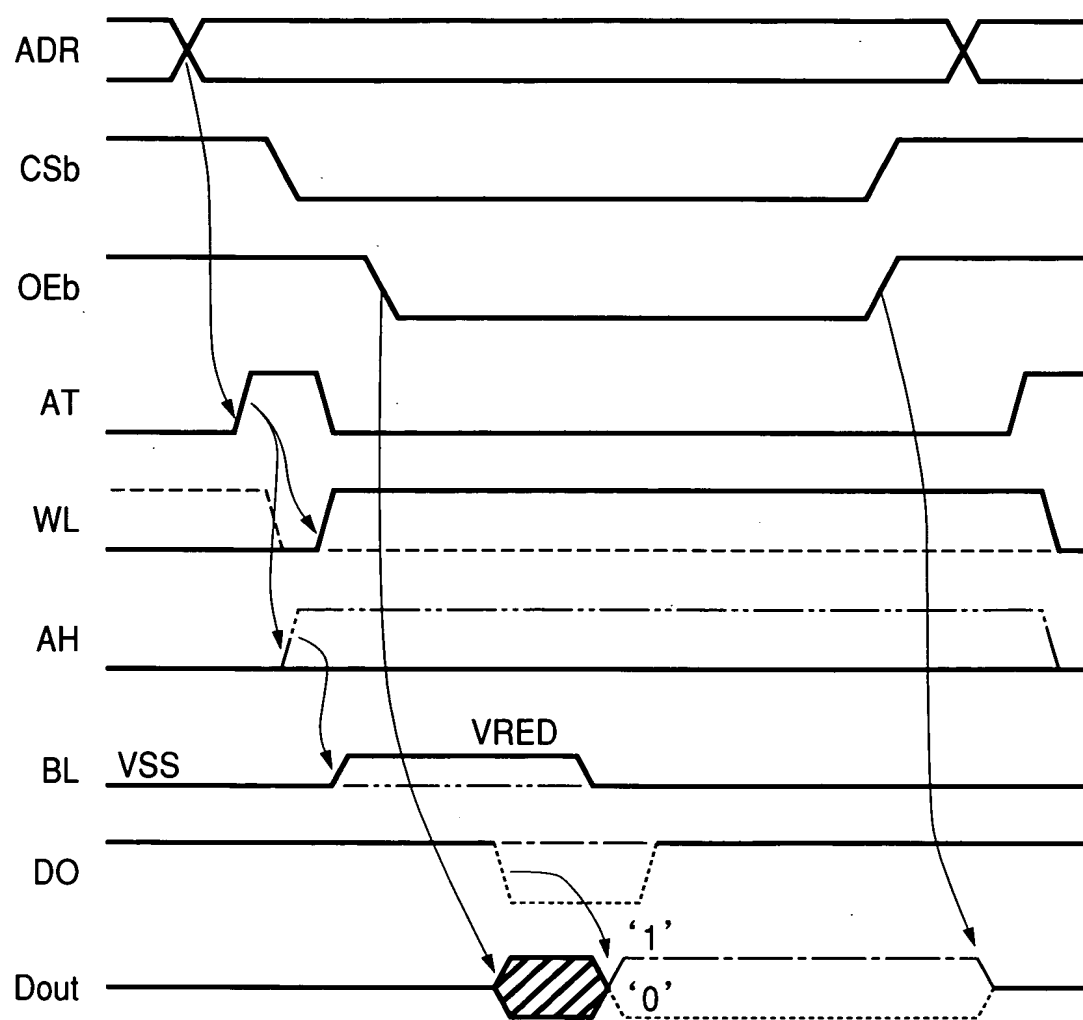 ADR
CSb
OEb
AT
WL
AH
VRED
BL VSS
DO
‘1’
Dout ‘0’